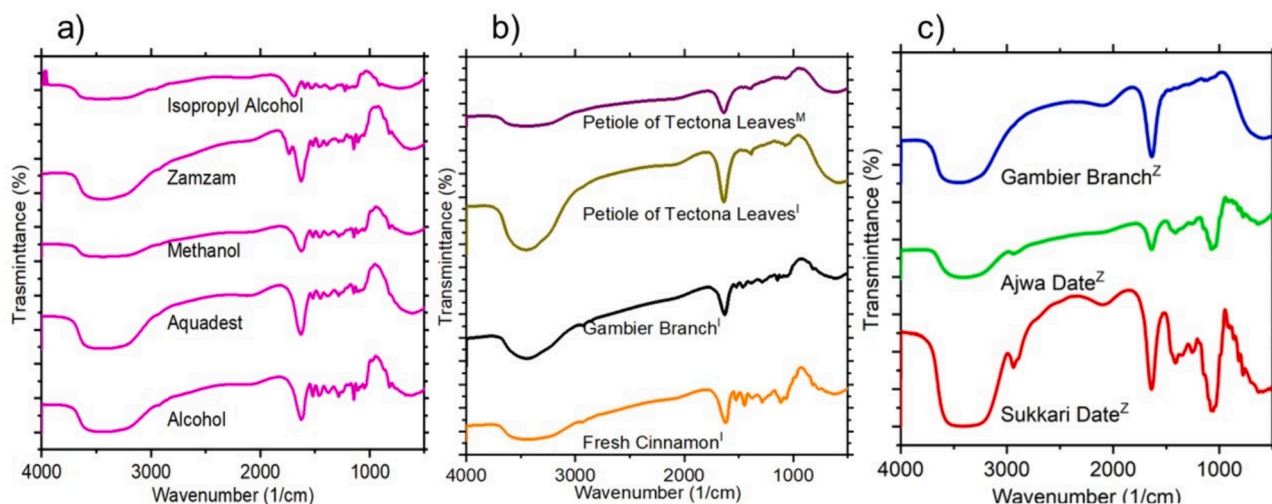 a)
Trasminttance (%)
Isopropyl Alcohol
Zamzam
Methanol
Aquadest
Alcohol
4000 3000 2000 1000
Wavenumber (1/cm)
b)
Transmittance (%)
Petiole of Tectona Leaves^M
Petiole of Tectona Leaves^I
Gambier Branch^I
Fresh Cinnamon^I
4000 3000 2000 1000
Wavenumber (1/cm)
c)
Transmittance (%)
Gambier Branch^Z
Ajwa Date^Z
Sukkari Date^Z
4000 3000 2000 1000
Wavenumber (1/cm)